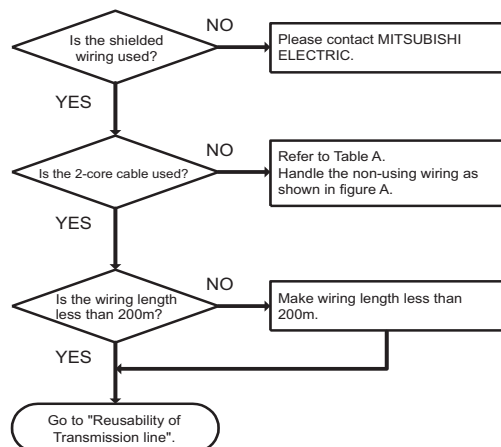 Is the shielded
wiring used?
NO
Please contact MITSUBISHI
ELECTRIC.
YES
Is the 2-core cable used?
NO
Refer to Table A.
Handle the non-using wiring as
shown in figure A.
YES
Is the wiring length
less than 200m?
NO
Make wiring length less than
200m.
YES
Go to "Reusability of
Transmission line".